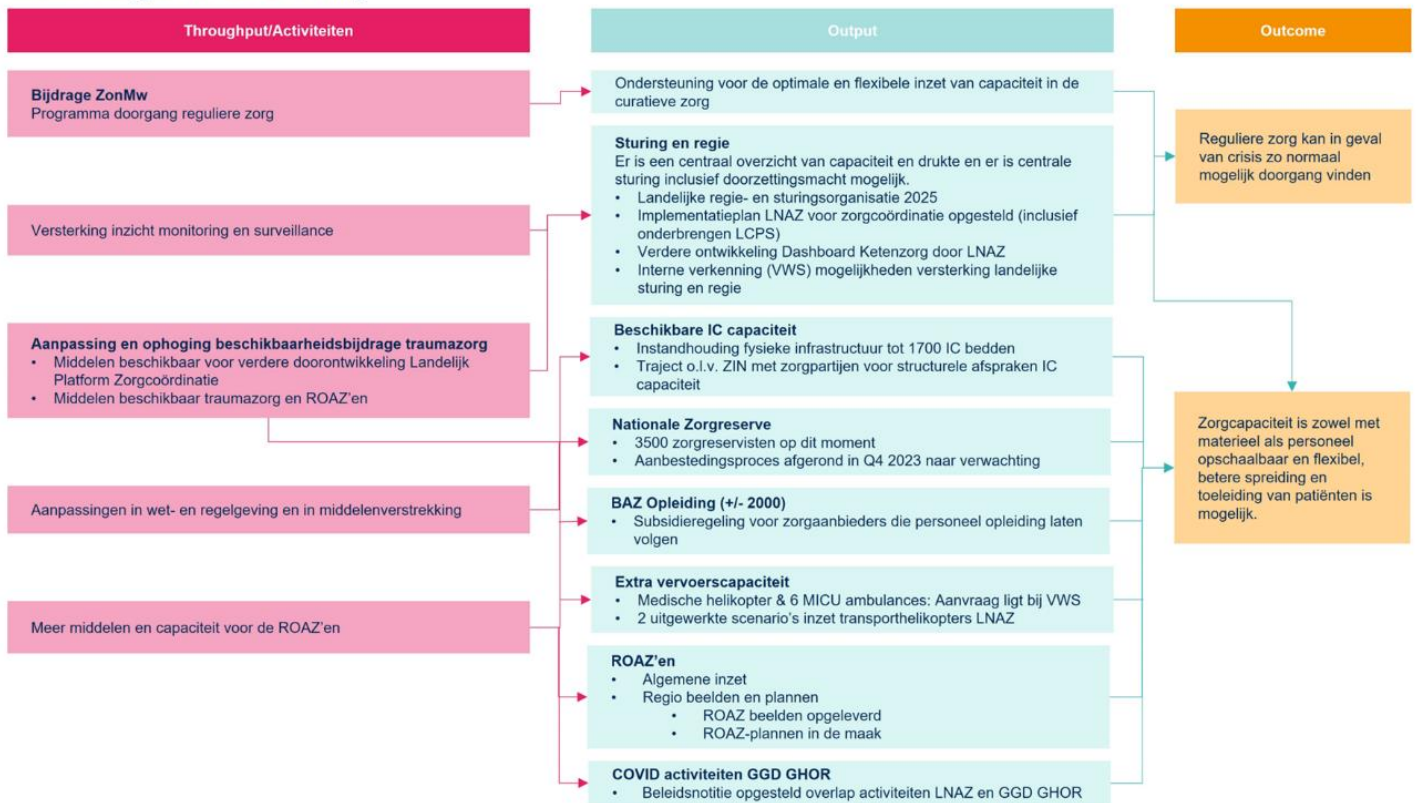 Throughput/Activiteiten
Output
Outcome
Bijdrage ZonMw
Programma doorgang reguliere zorg
Versterking inzicht monitoring en surveillance
Aanpassing en ophoging beschikbaarheidsbijdrage traumazorg
• Middelen beschikbaar voor verdere doorontwikkeling Landelijk
Platform Zorgcoördinatie
• Middelen beschikbaar traumazorg en ROAZ'en
Aanpassingen in wet- en regelgeving en in middelenverstrekking
Meer middelen en capaciteit voor de ROAZ'en
Ondersteuning voor de optimale en flexibele inzet van capaciteit in de
curatieve zorg
Sturing en regie
Er is een centraal overzicht van capaciteit en drukte en er is centrale
sturing inclusief doorzettingsmacht mogelijk.
• Landelijke regie- en sturingsorganisatie 2025
• Implementatieplan LNAZ voor zorgcoördinatie opgesteld (inclusief
onderbrengen LCPS)
• Verdere ontwikkeling Dashboard Ketenzorg door LNAZ
• Interne verkenning (VWS) mogelijkheden versterking landelijke
sturing en regie
Beschikbare IC capaciteit
• Instandhouding fysieke infrastructuur tot 1700 IC bedden
• Traject o.l.v. ZIN met zorgpartijen voor structurele afspraken IC
capaciteit
Nationale Zorgreserve
• 3500 zorgreservisten op dit moment
• Aanbestedingsproces afgerond in Q4 2023 naar verwachting
BAZ Opleiding (+/- 2000)
• Subsidieregeling voor zorgaanbieders die personeel opleiding laten
volgen
Extra vervoerscapaciteit
• Medische helikopter & 6 MICU ambulances: Aanvraag ligt bij VWS
• 2 uitgewerkte scenario's inzet transporthelikopters LNAZ
ROAZ'en
• Algemene inzet
• Regio beelden en plannen
• ROAZ beelden opgeleverd
• ROAZ-plannen in de maak
COVID activiteiten GGD GHOR
• Beleidsnotitie opgesteld overlap activiteiten LNAZ en GGD GHOR
Reguliere zorg kan in geval
van crisis zo normaal
mogelijk doorgang vinden
Zorgcapaciteit is zowel met
materieel als personeel
opschaalbaar en flexibel,
betere spreiding en
toeleiding van patiënten is
mogelijk.